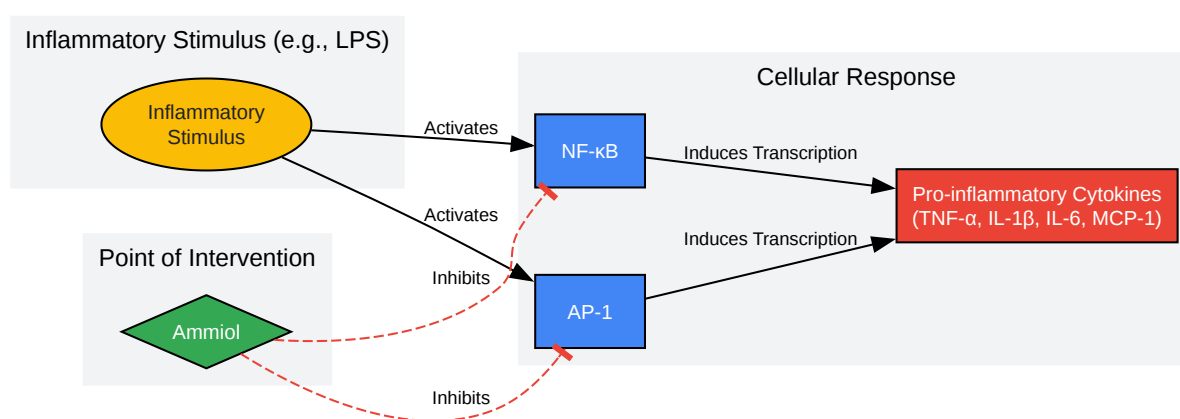 Inflammatory Stimulus (e.g., LPS)
Inflammatory
Stimulus
Point of Intervention
Ammiol
Activates
Activates
Inhibits
Inhibits
Cellular Response
NF-κB
AP-1
Induces Transcription
Induces Transcription
Pro-inflammatory Cytokines
(TNF-α, IL-1β, IL-6, MCP-1)